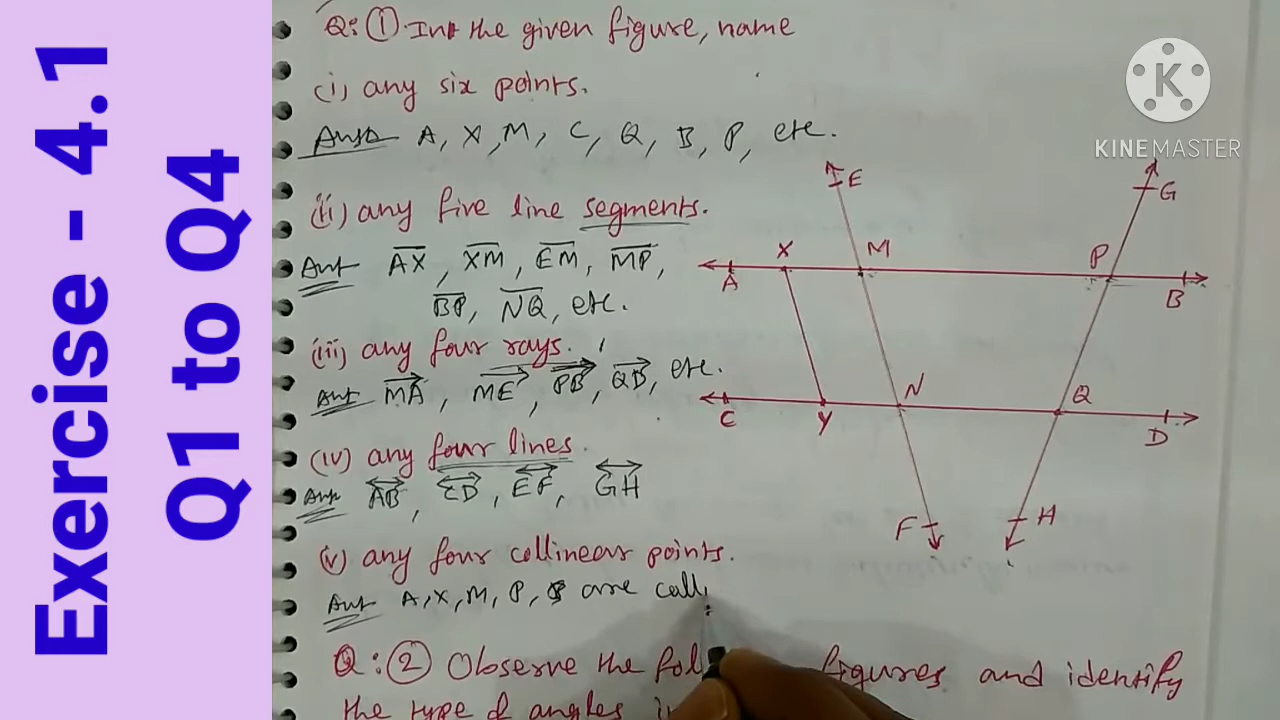 Exercise - 4.1
Q1 to Q4
Q: ① In the given figure, name
(i) any six points.
Ans A, X, M, C, Q, B, P, etc.
(ii) any five line segments.
Ans AX, XM, EM, MP,
BP, NQ, etc.
(iii) any four rays.
Ans MA, ME, PB, QD, etc.
(iv) any four lines.
Ans AB, CD, EF, GH
(v) any four collinear points.
Ans A, X, M, P, B are colli
Q: ② Observe the fol figures and identify
the type of angles in
K
KINEMASTER
E
G
X
M
P
A
B
N
Q
C
Y
D
F
H